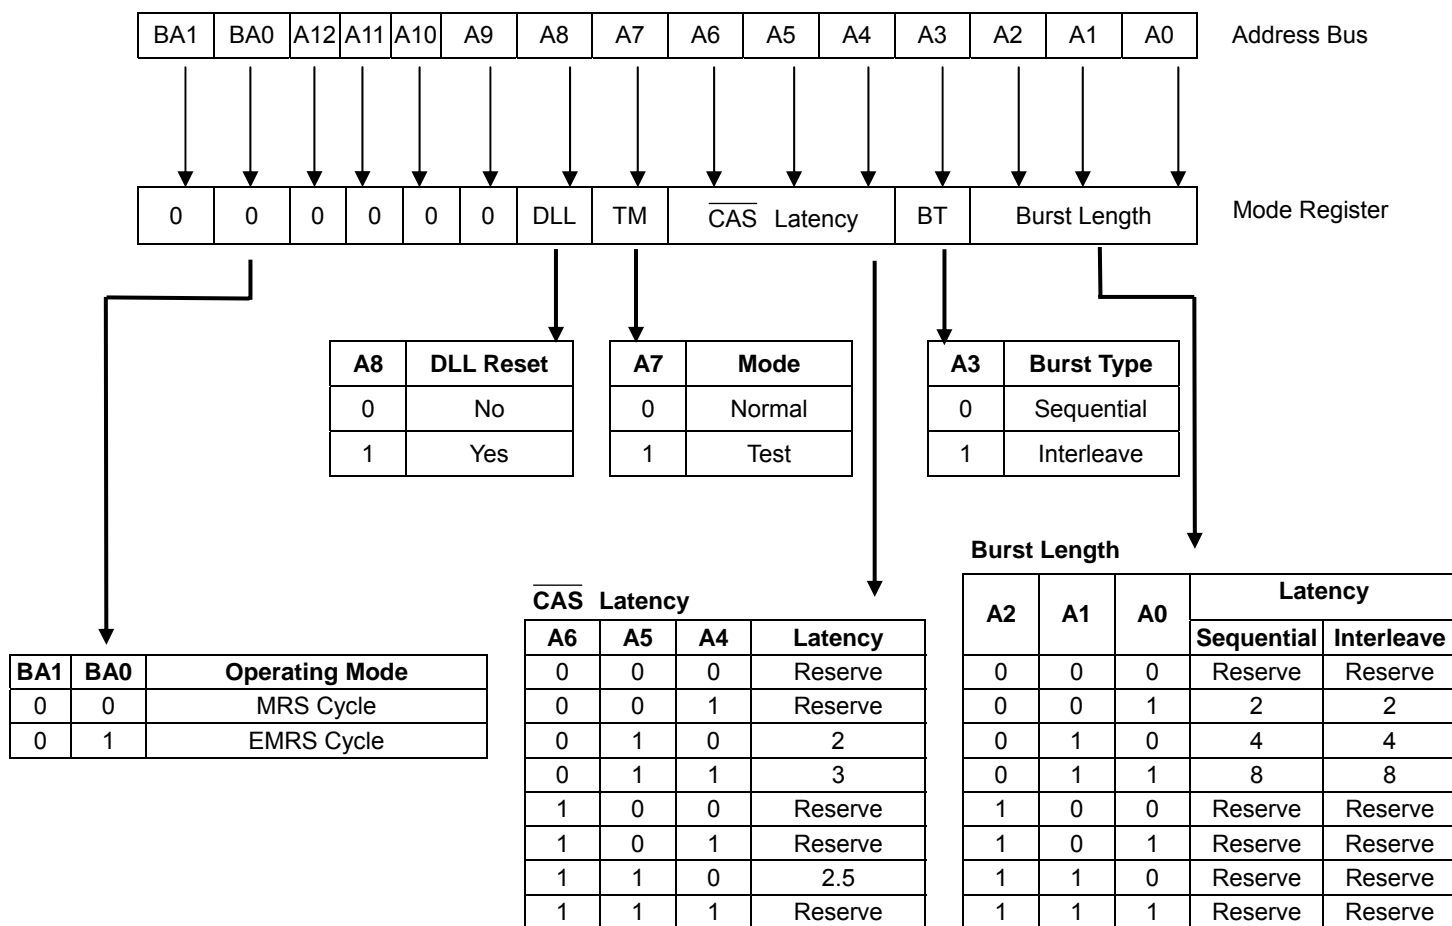 BA1 BA0 A12 A11 A10 A9 A8 A7 A6 A5 A4 A3 A2 A1 A0 Address Bus
0 0 0 0 0 0 DLL TM CAS Latency BT Burst Length Mode Register
A8 DLL Reset
0 No
1 Yes
A7 Mode
0 Normal
1 Test
A3 Burst Type
0 Sequential
1 Interleave
BA1 BA0 Operating Mode
0 0 MRS Cycle
0 1 EMRS Cycle
CAS Latency
A6 A5 A4 Latency
0 0 0 Reserve
0 0 1 Reserve
0 1 0 2
0 1 1 3
1 0 0 Reserve
1 0 1 Reserve
1 1 0 2.5
1 1 1 Reserve
Burst Length
A2 A1 A0 Latency
Sequential Interleave
0 0 0 Reserve Reserve
0 0 1 2 2
0 1 0 4 4
0 1 1 8 8
1 0 0 Reserve Reserve
1 0 1 Reserve Reserve
1 1 0 Reserve Reserve
1 1 1 Reserve Reserve